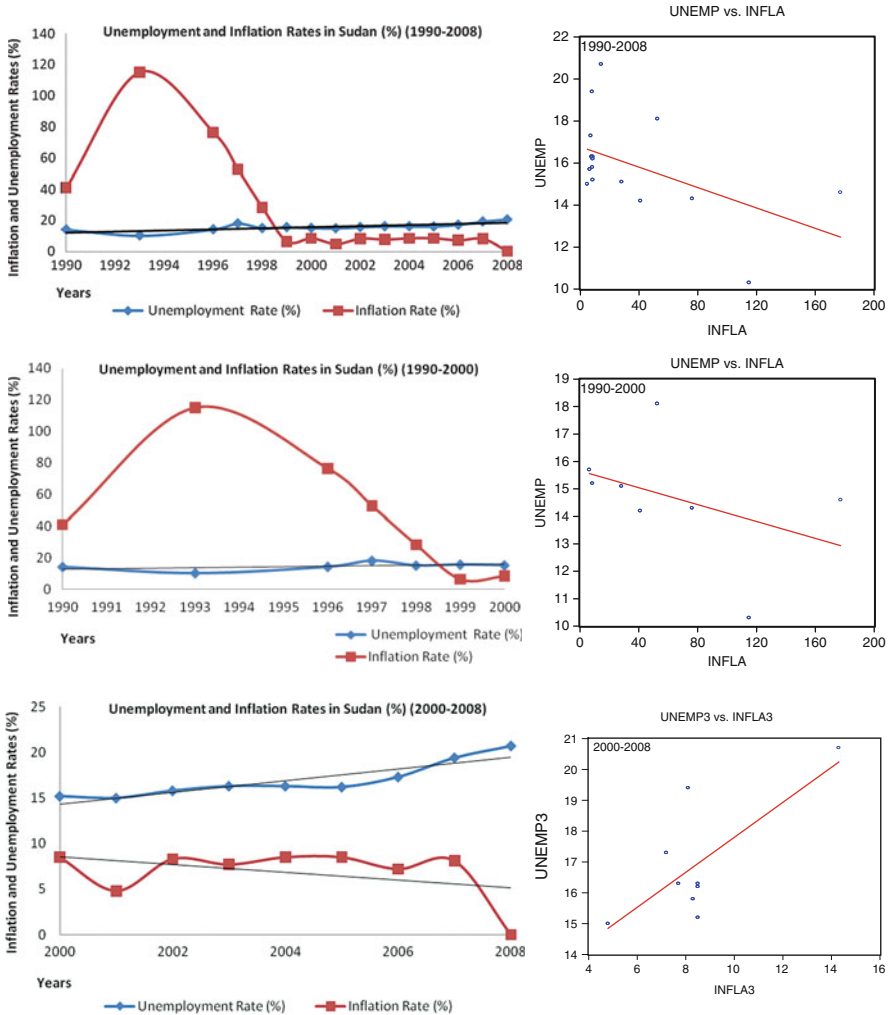 Unemployment and Inflation Rates in Sudan (%) (1990-2008)
Inflation and Unemployment Rates (%)
140
120
100
80
60
40
20
0
1990 1992 1994 1996 1998 2000 2002 2004 2006 2008
Years
Unemployment Rate (%) Inflation Rate (%)
UNEMP vs. INFLA
1990-2008
UNEMP
22
20
18
16
14
12
10
0 40 80 120 160 200
INFLA
Unemployment and Inflation Rates in Sudan (%) (1990-2000)
Inflation and Unemployment Rates (%)
140
120
100
80
60
40
20
0
1990 1991 1992 1993 1994 1995 1996 1997 1998 1999 2000
Years
Unemployment Rate (%)
Inflation Rate (%)
UNEMP vs. INFLA
1990-2000
UNEMP
19
18
17
16
15
14
13
12
11
10
0 40 80 120 160 200
INFLA
Unemployment and Inflation Rates in Sudan (%) (2000-2008)
Inflation and Unemployment Rates (%)
25
20
15
10
5
0
2000 2002 2004 2006 2008
Years
Unemployment Rate (%) Inflation Rate (%)
UNEMP3 vs. INFLA3
2000-2008
UNEMP3
21
20
19
18
17
16
15
14
4 6 8 10 12 14 16
INFLA3